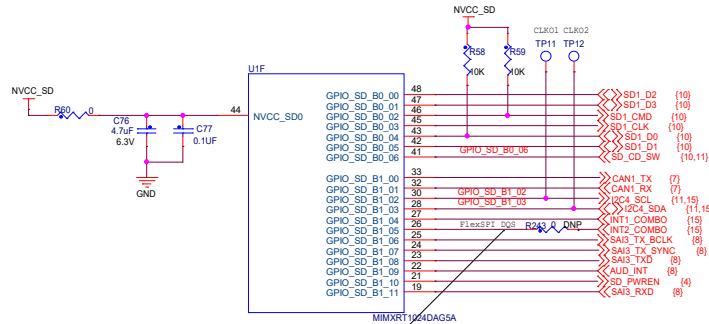 NVCC_SD
CLKO1 CLKO2
TP11 TP12
R58 R59
10K 10K
U1F
NVCC_SD
R60 0
44 NVCC_SD0
C76
4.7uF
6.3V
C77
0.1UF
GND
GPIO_SD_B0_00 48 SD1_D2 {10}
GPIO_SD_B0_01 47 SD1_D3 {10}
GPIO_SD_B0_02 46 SD1_CMD {10}
GPIO_SD_B0_03 45 SD1_CLK {10}
GPIO_SD_B0_04 43 SD1_D0 {10}
GPIO_SD_B0_05 42 SD1_D1 {10}
GPIO_SD_B0_06 41 GPIO_SD_B0_06 SD_CD_SW {10,11}
GPIO_SD_B1_00 33 CAN1_TX {7}
GPIO_SD_B1_01 32 CAN1_RX {7}
GPIO_SD_B1_02 30 GPIO_SD_B1_02 I2C4_SCL {11,15}
GPIO_SD_B1_03 28 GPIO_SD_B1_03 I2C4_SDA {11,15}
GPIO_SD_B1_04 27 INT1_COMBO {15}
GPIO_SD_B1_05 26 FlexSPI_DQS R243 0 DNP INT2_COMBO {15}
GPIO_SD_B1_06 25 SAI3_TX_BCLK {8}
GPIO_SD_B1_07 24 SAI3_TX_SYNC {8}
GPIO_SD_B1_08 23 SAI3_TXD {8}
GPIO_SD_B1_09 22 AUD_INT {8}
GPIO_SD_B1_10 21 SD_PWREN {4}
GPIO_SD_B1_11 19 SAI3_RXD {8}
MIMXRT1024DAG5A